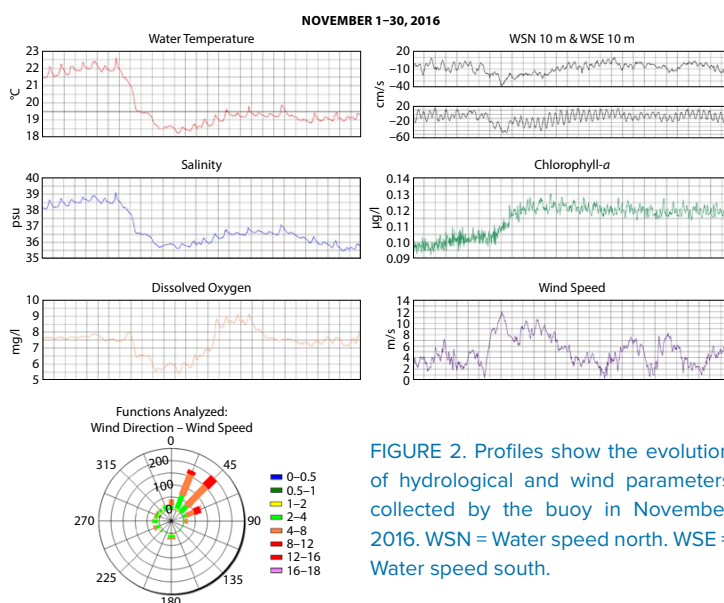 NOVEMBER 1–30, 2016
Water Temperature
23
22
21
20
19
18
°C
WSN 10 m & WSE 10 m
20
−10
−40
20
−20
−60
cm/s
Salinity
40
39
38
37
36
35
psu
Chlorophyll-a
0.14
0.13
0.12
0.10
0.09
µg/l
Dissolved Oxygen
10
9
8
7
6
5
mg/l
Wind Speed
14
12
10
8
6
4
2
0
m/s
Functions Analyzed:
Wind Direction – Wind Speed
0
315
45
270
90
225
135
180
200
100
0
0–0.5
0.5–1
1–2
2–4
4–8
8–12
12–16
16–18
FIGURE 2. Profiles show the evolution
of hydrological and wind parameters
collected by the buoy in November
2016. WSN = Water speed north. WSE =
Water speed south.